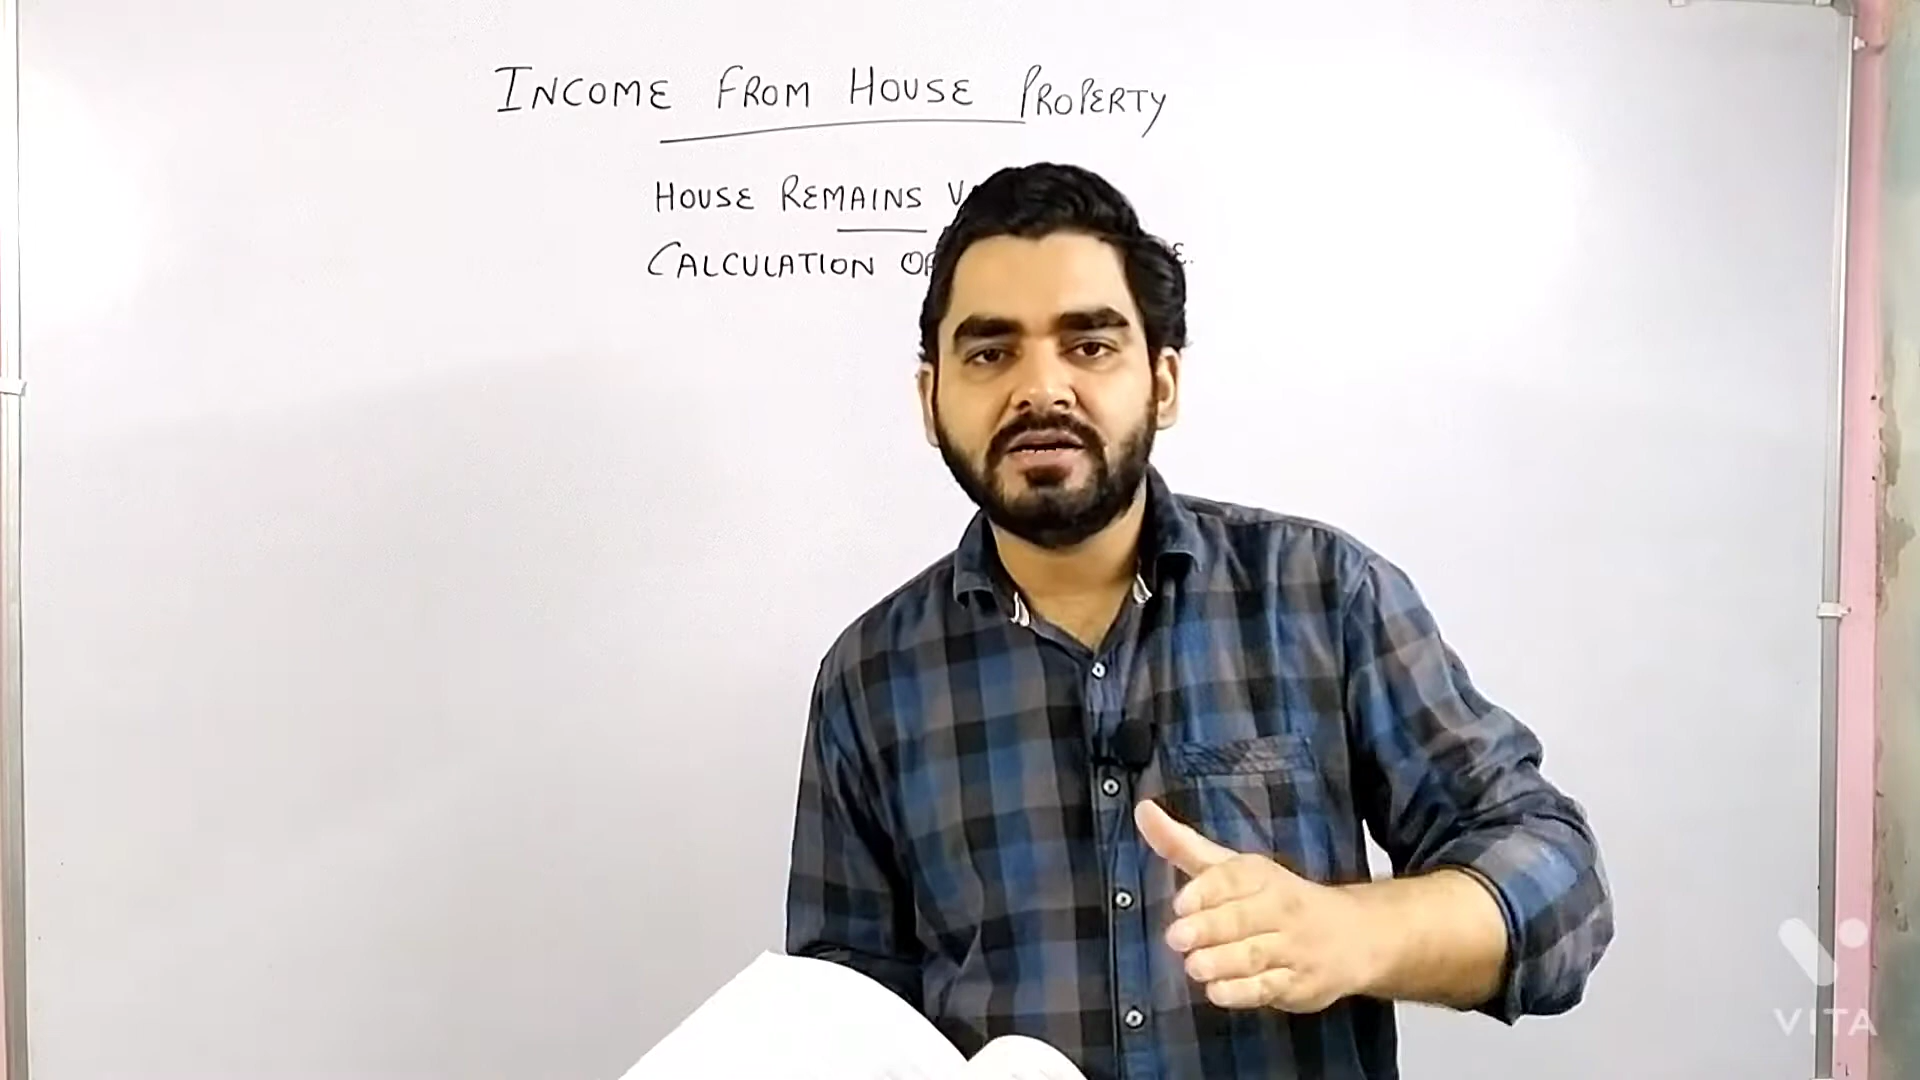 INCOME FROM HOUSE PROPERTY
HOUSE REMAINS
CALCULATION
VITA